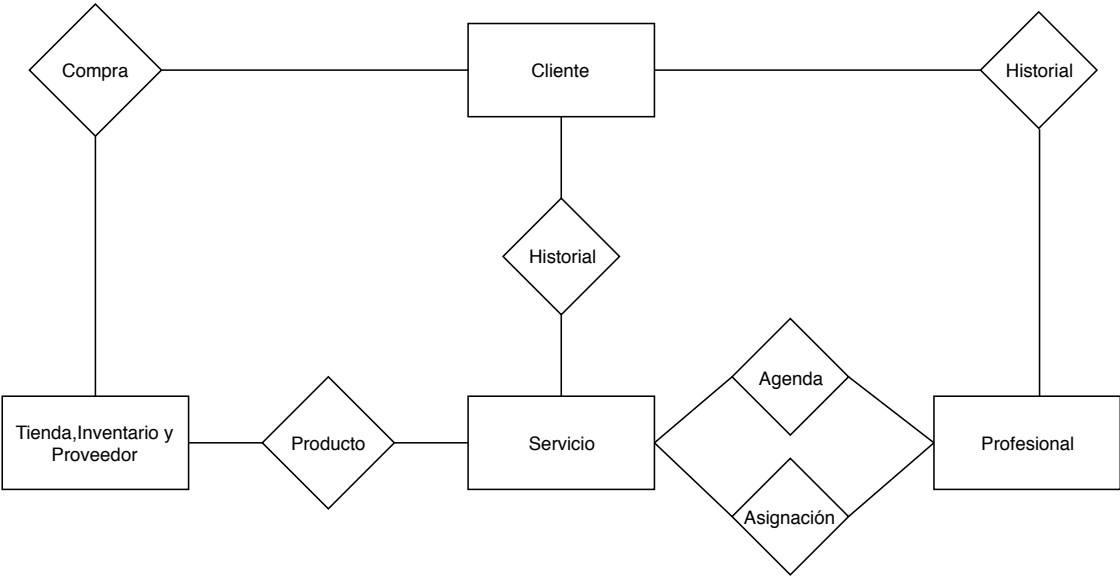 Compra
Cliente
Historial
Historial
Agenda
Tienda,Inventario y
Proveedor
Producto
Servicio
Profesional
Asignación